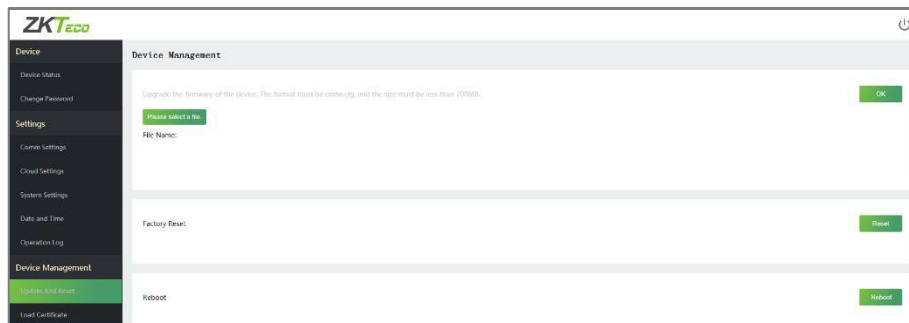 ZKTeco
Device
Device Management
Device Status
Change Password
Upgrade the firmware of the device. The format must be emfw.cfg, and the size must be less than 200MB.
OK
Please select a file
File Name:
Settings
Comm Settings
Cloud Settings
System Settings
Date and Time
Factory Reset
Reset
Operation Log
Device Management
Update And Reset
Reboot
Reboot
Load Certificate